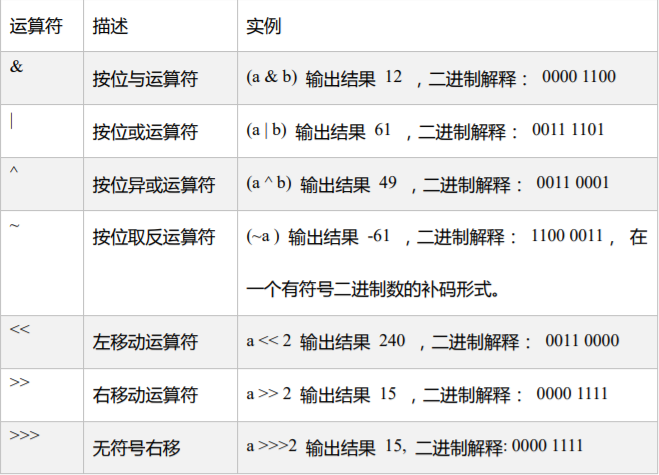 运算符 描述 实例
& 按位与运算符 (a & b) 输出结果 12 ，二进制解释： 0000 1100
| 按位或运算符 (a | b) 输出结果 61 ，二进制解释： 0011 1101
^ 按位异或运算符 (a ^ b) 输出结果 49 ，二进制解释： 0011 0001
~ 按位取反运算符 (~a ) 输出结果 -61 ，二进制解释： 1100 0011， 在
一个有符号二进制数的补码形式。
<< 左移动运算符 a << 2 输出结果 240 ，二进制解释： 0011 0000
>> 右移动运算符 a >> 2 输出结果 15 ，二进制解释： 0000 1111
>>> 无符号右移 a >>>2 输出结果 15, 二进制解释: 0000 1111